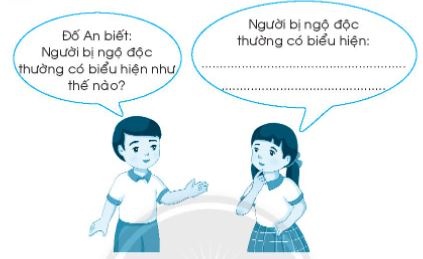 Đố An biết:
Người bị ngộ độc
thường có biểu hiện như
thế nào?
Người bị ngộ độc
thường có biểu hiện:
................................................
................................................